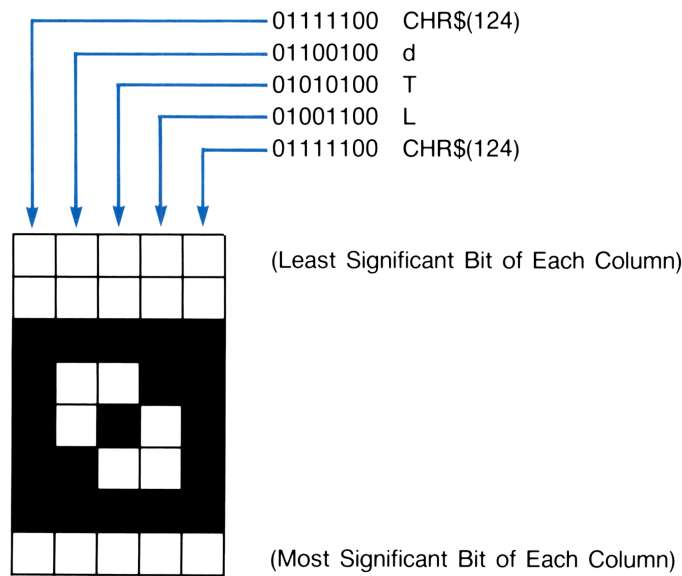 01111100 CHR$(124)
01100100 d
01010100 T
01001100 L
01111100 CHR$(124)
(Least Significant Bit of Each Column)
(Most Significant Bit of Each Column)